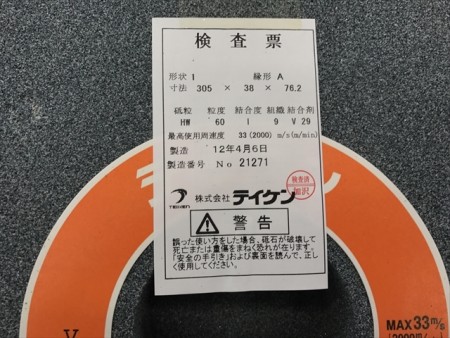 検査票
形状 1 縁形 A
寸法 305 × 38 × 76.2
砥粒 粒度 結合度 組織 結合剤
HW 60 I 9 V 29
最高使用周速度 33 (2000) m/s(m/min)
製造 12年4月6日
製造番号 No 21271
検査済
TEIKEN 株式会社 テイケン
警告
誤った使い方をした場合、砥石が破壊して
死亡または重傷をまねく恐れが在ります。
「安全の手引き」および裏面を読んで、正し
く使用してください。
V
MAX33m/s